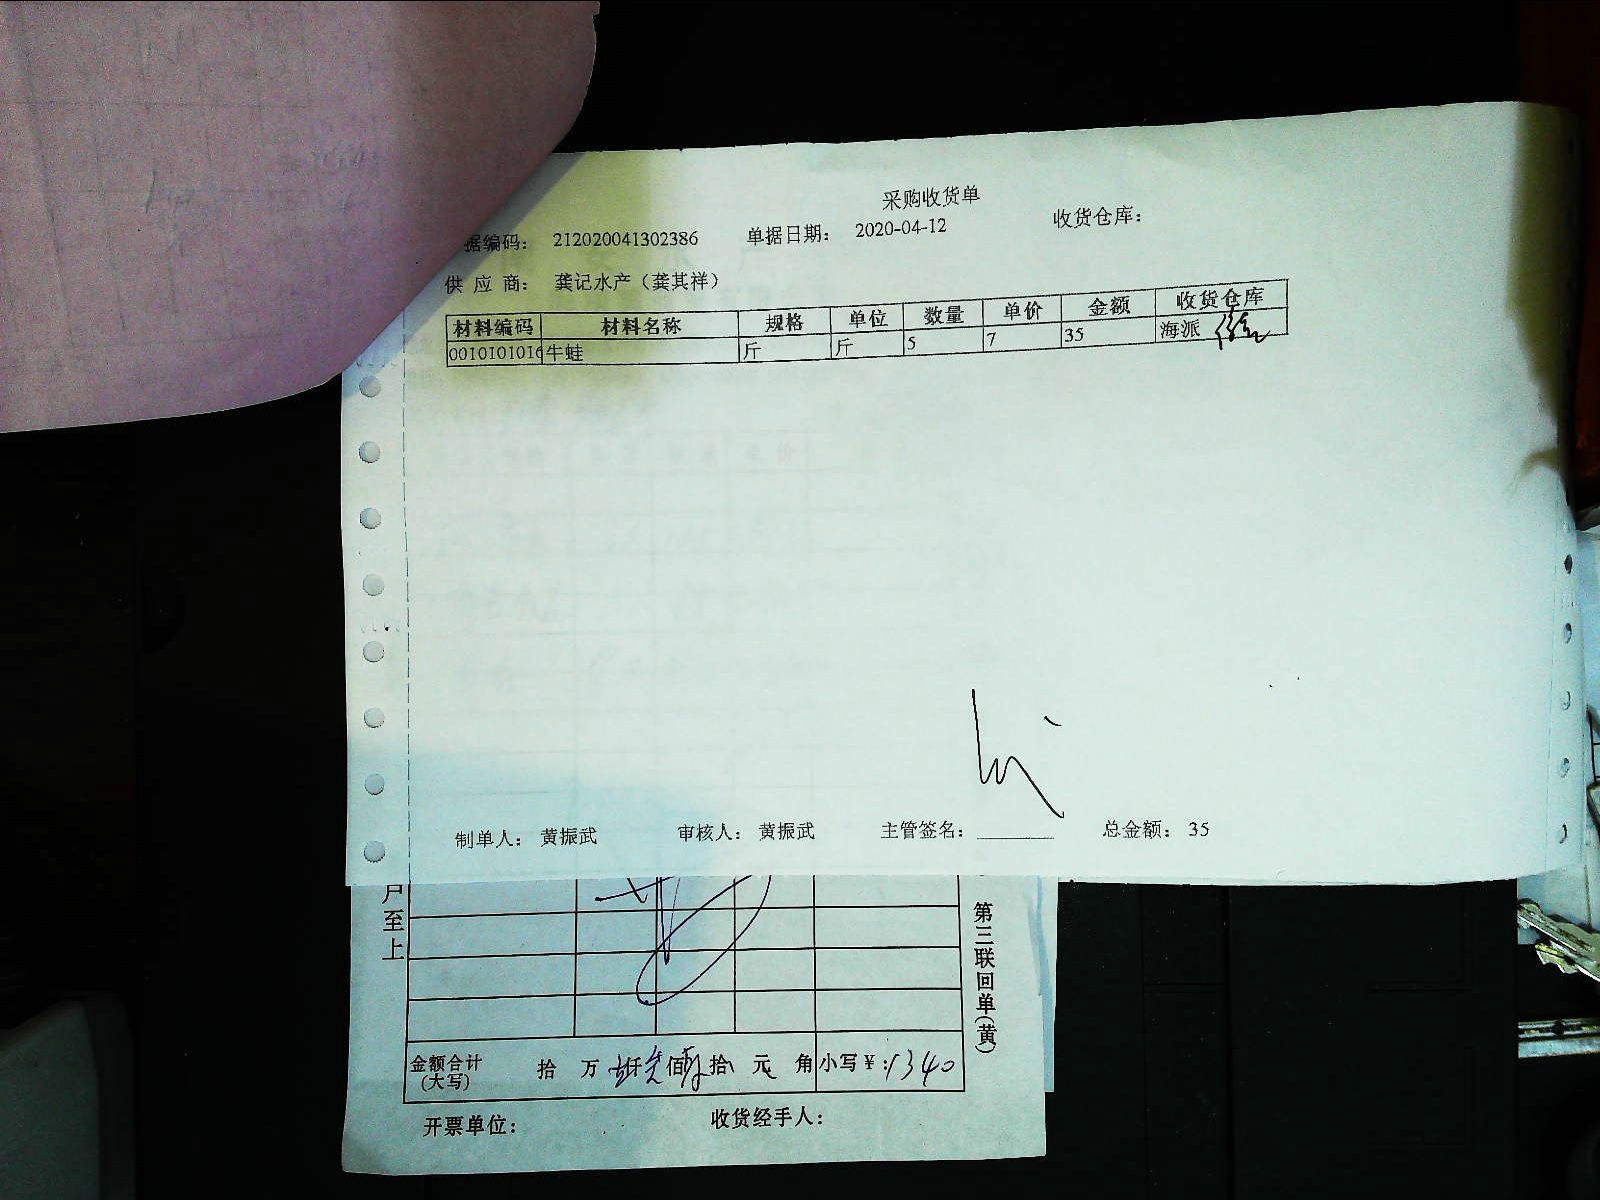 采购收货单
据编码： 212020041302386 单据日期： 2020-04-12 收货仓库：
供 应 商： 龚记水产（龚其祥）
材料编码 材料名称 规格 单位 数量 单价 金额 收货仓库
0010101016 牛蛙 斤 斤 5 7 35 海派
制单人： 黄振武 审核人： 黄振武 主管签名： 总金额： 35
户至上
第三联回单(黄)
金额合计 拾 万 仟 佰 拾 元 角 小写￥：1340
(大写)
开票单位： 收货经手人：